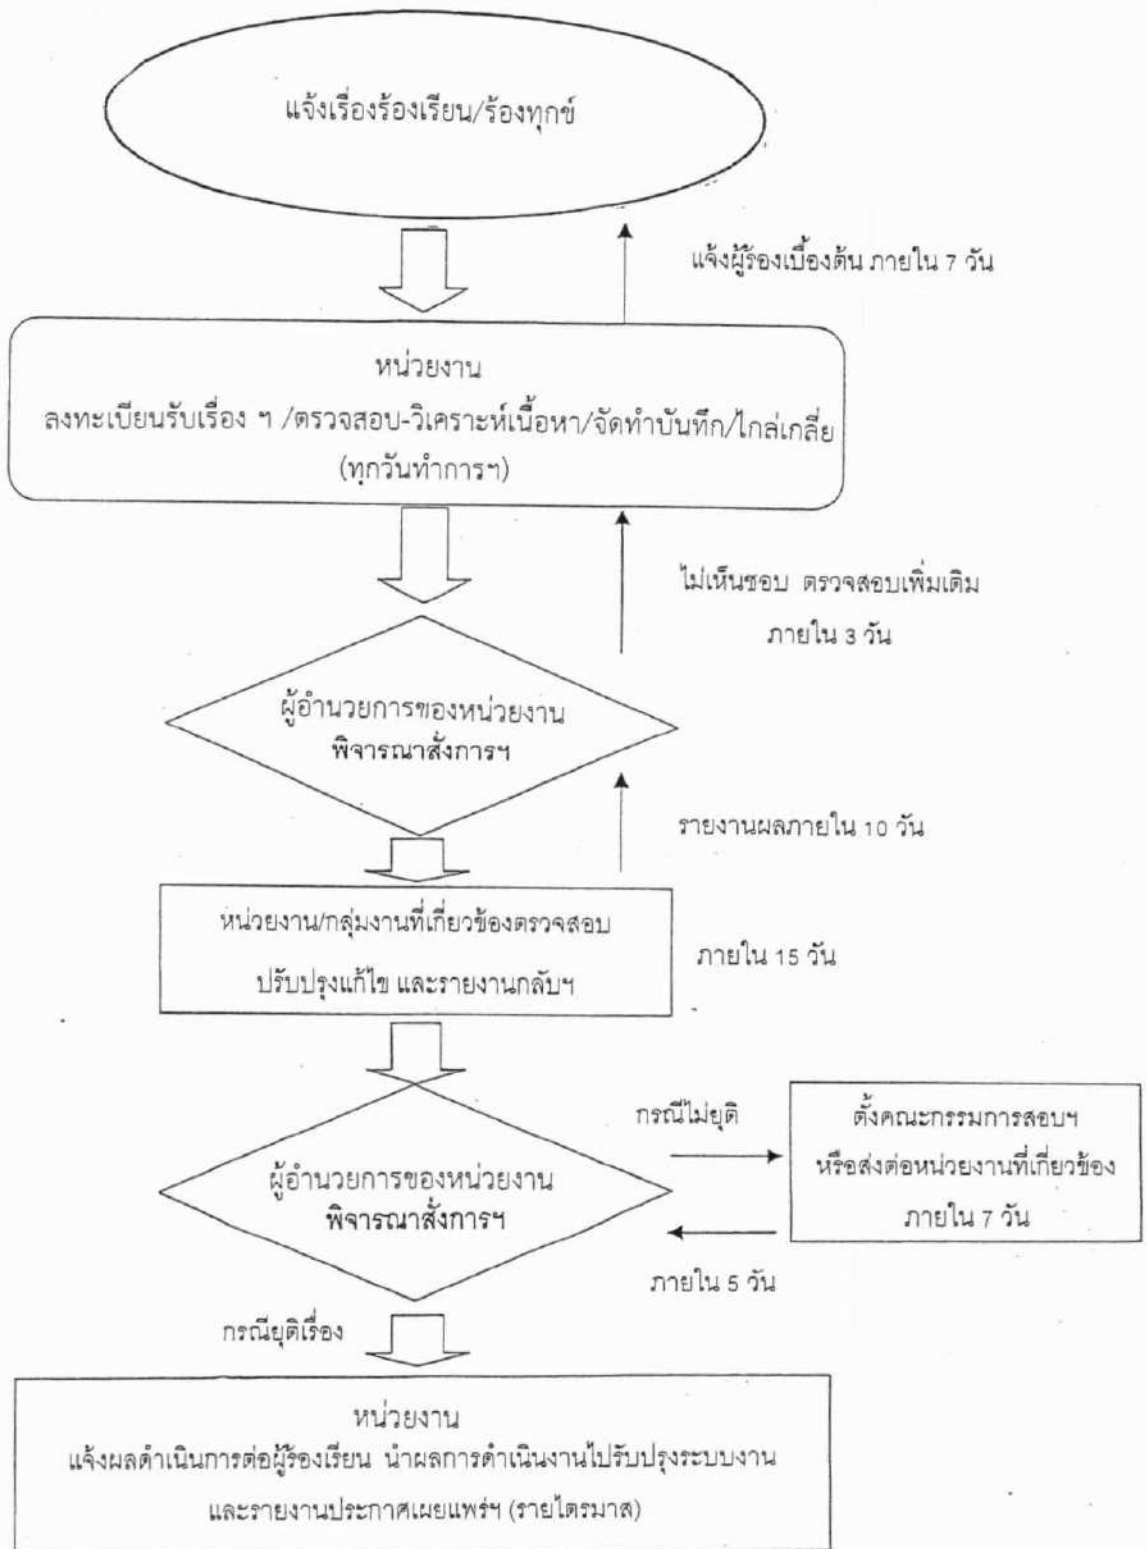 แจ้งเรื่องร้องเรียน/ร้องทุกข์
แจ้งผู้ร้องเบื้องต้น ภายใน 7 วัน
หน่วยงาน
ลงทะเบียนรับเรื่อง ฯ /ตรวจสอบ-วิเคราะห์เนื้อหา/จัดทำบันทึก/ไกล่เกลี่ย
(ทุกวันทำการฯ)
ไม่เห็นชอบ ตรวจสอบเพิ่มเติม
ภายใน 3 วัน
ผู้อำนวยการของหน่วยงาน
พิจารณาสั่งการฯ
รายงานผลภายใน 10 วัน
หน่วยงาน/กลุ่มงานที่เกี่ยวข้องตรวจสอบ
ปรับปรุงแก้ไข และรายงานกลับฯ
ภายใน 15 วัน
กรณีไม่ยุติ
ตั้งคณะกรรมการสอบฯ
หรือส่งต่อหน่วยงานที่เกี่ยวข้อง
ภายใน 7 วัน
ผู้อำนวยการของหน่วยงาน
พิจารณาสั่งการฯ
ภายใน 5 วัน
กรณียุติเรื่อง
หน่วยงาน
แจ้งผลดำเนินการต่อผู้ร้องเรียน นำผลการดำเนินงานไปปรับปรุงระบบงาน
และรายงานประกาศเผยแพร่ฯ (รายไตรมาส)